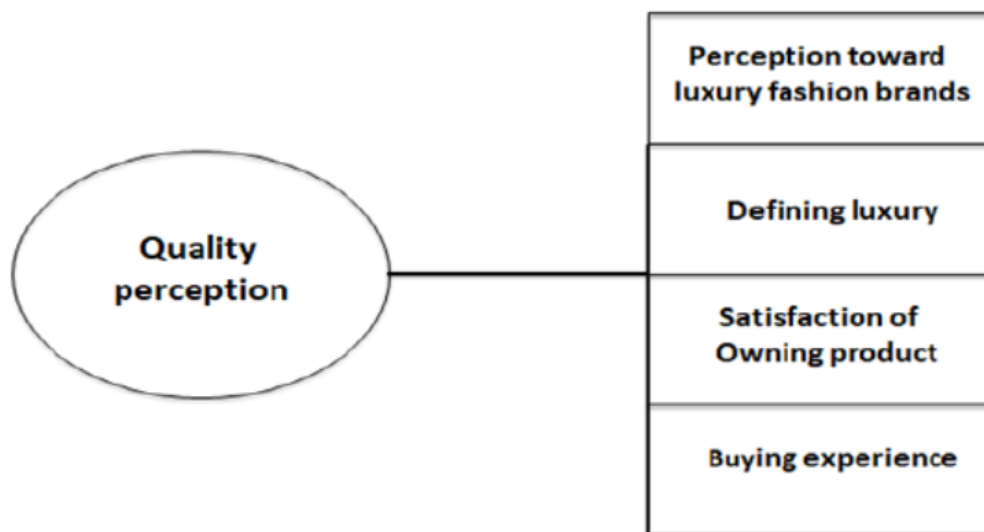 Quality
perception
Perception toward
luxury fashion brands
Defining luxury
Satisfaction of
Owning product
Buying experience